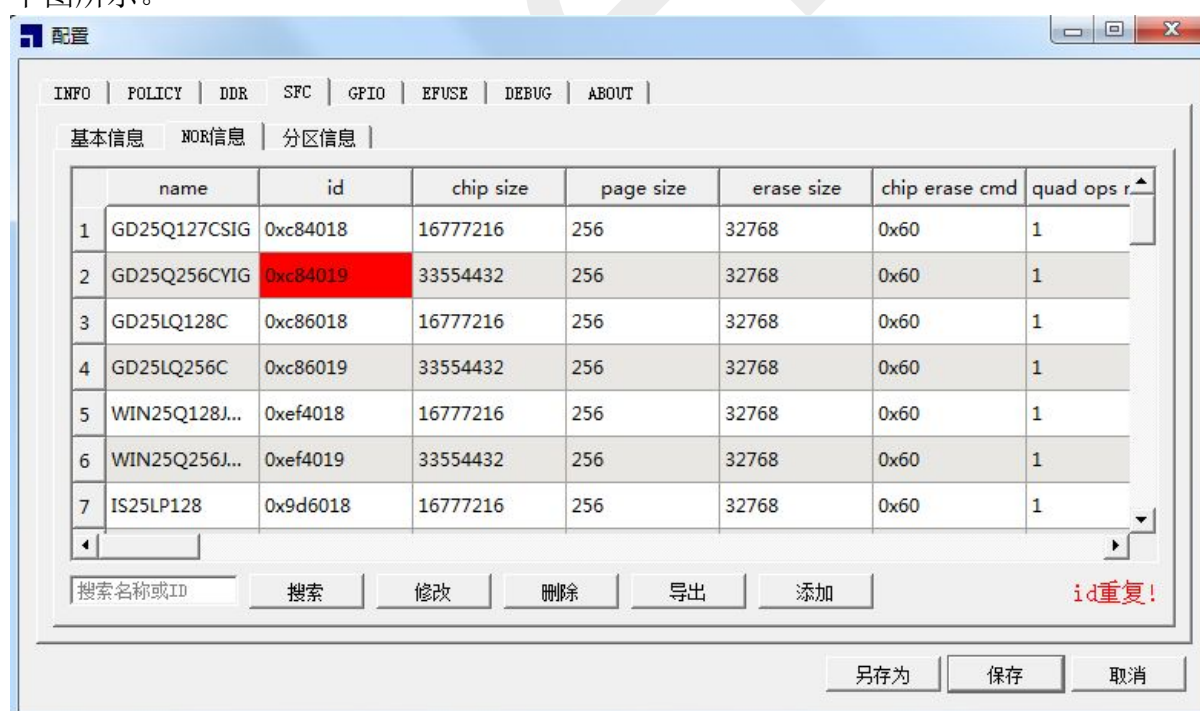 下图所示。
配置
INFO POLICY DDR SFC GPIO EFUSE DEBUG ABOUT
基本信息 NOR信息 分区信息
name id chip size page size erase size chip erase cmd quad ops
1 GD25Q127CSIG 0xc84018 16777216 256 32768 0x60 1
2 GD25Q256CYIG 0xc84019 33554432 256 32768 0x60 1
3 GD25LQ128C 0xc86018 16777216 256 32768 0x60 1
4 GD25LQ256C 0xc86019 33554432 256 32768 0x60 1
5 WIN25Q128J... 0xef4018 16777216 256 32768 0x60 1
6 WIN25Q256J... 0xef4019 33554432 256 32768 0x60 1
7 IS25LP128 0x9d6018 16777216 256 32768 0x60 1
搜索名称或ID 搜索 修改 删除 导出 添加 id重复!
另存为 保存 取消